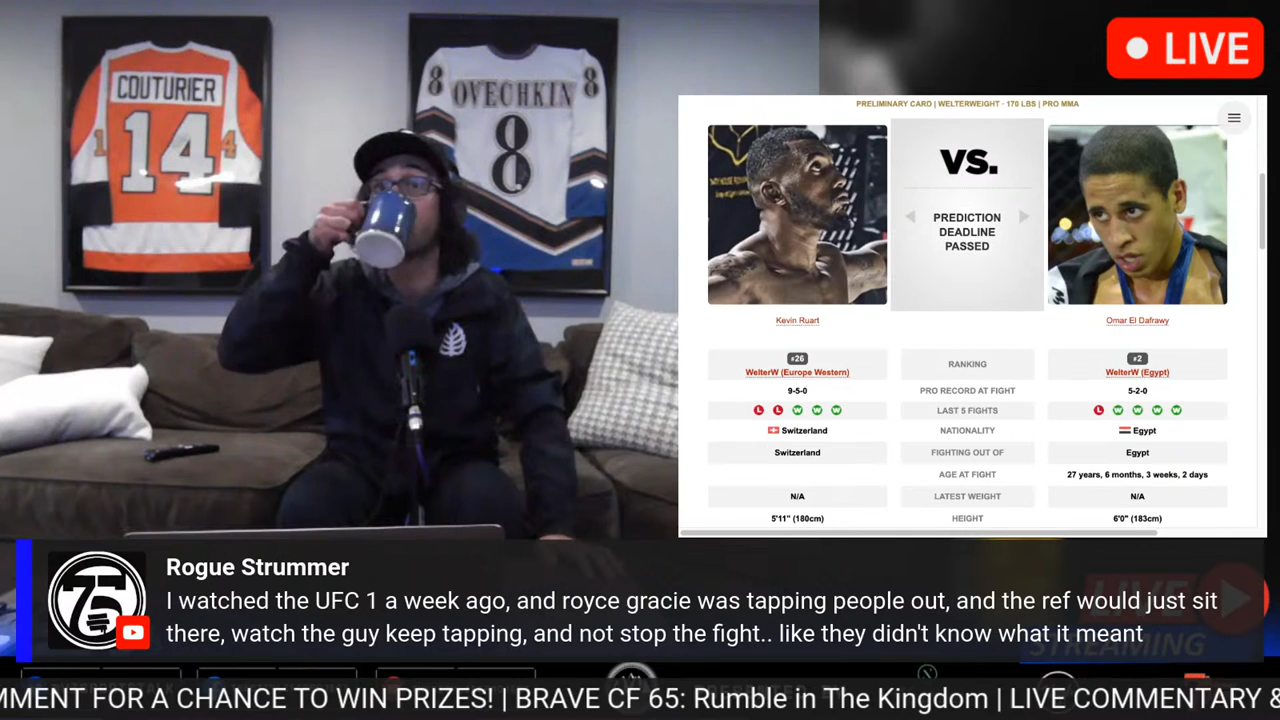 COUTURIER
14
14
8
OVECHKIN
8
8
LIVE
PRELIMINARY CARD | WELTERWEIGHT · 170 LBS | PRO MMA
VS.
PREDICTION
DEADLINE
PASSED
Kevin Ruart
Omar El Dafrawy
#26
RANKING
#2
WelterW (Europe Western)
WelterW (Egypt)
9-5-0
PRO RECORD AT FIGHT
5-2-0
L L W W W
LAST 5 FIGHTS
L W W W W
Switzerland
NATIONALITY
Egypt
Switzerland
FIGHTING OUT OF
Egypt
AGE AT FIGHT
27 years, 6 months, 3 weeks, 2 days
N/A
LATEST WEIGHT
N/A
5'11" (180cm)
HEIGHT
6'0" (183cm)
75
Rogue Strummer
I watched the UFC 1 a week ago, and royce gracie was tapping people out, and the ref would just sit
there, watch the guy keep tapping, and not stop the fight.. like they didn't know what it meant
LIVE
STREAMING
MMENT FOR A CHANCE TO WIN PRIZES! | BRAVE CF 65: Rumble in The Kingdom | LIVE COMMENTARY &